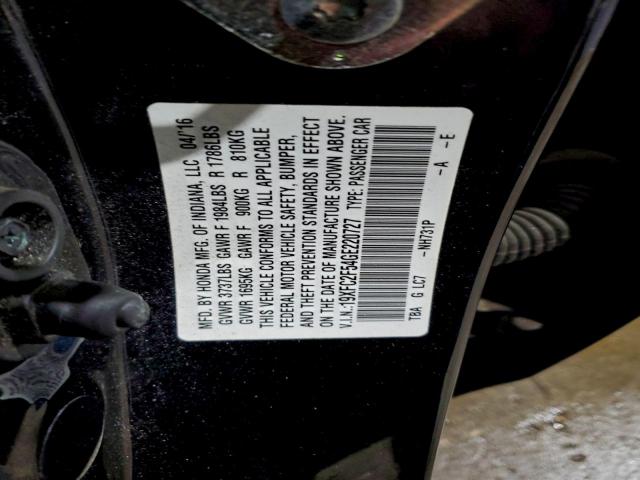 MFD. BY HONDA MFG. OF INDIANA, LLC 04/16
GVWR 3737LBS GAWR F 1984LBS R 1786LBS
GVWR 1695KG GAWR F 900KG R 810KG
THIS VEHICLE CONFORMS TO ALL APPLICABLE
FEDERAL MOTOR VEHICLE SAFETY, BUMPER,
AND THEFT PREVENTION STANDARDS IN EFFECT
ON THE DATE OF MANUFACTURE SHOWN ABOVE.
V.I.N.:19XFC2F54GE220727 TYPE: PASSENGER CAR
TBA G LC7 -NH731P -A -E